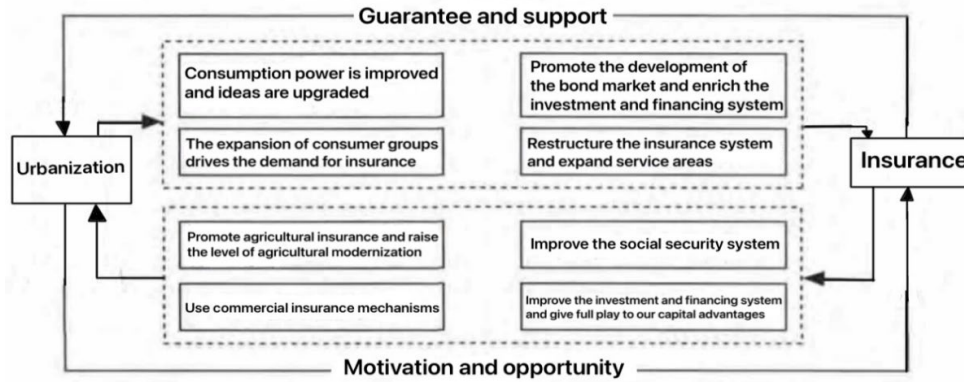 Guarantee and support
Consumption power is improved
and ideas are upgraded
Promote the development of
the bond market and enrich the
investment and financing system
The expansion of consumer groups
drives the demand for insurance
Restructure the insurance system
and expand service areas
Urbanization
Insurance
Promote agricultural insurance and raise
the level of agricultural modernization
Improve the social security system
Use commercial insurance mechanisms
Improve the investment and financing system
and give full play to our capital advantages
Motivation and opportunity